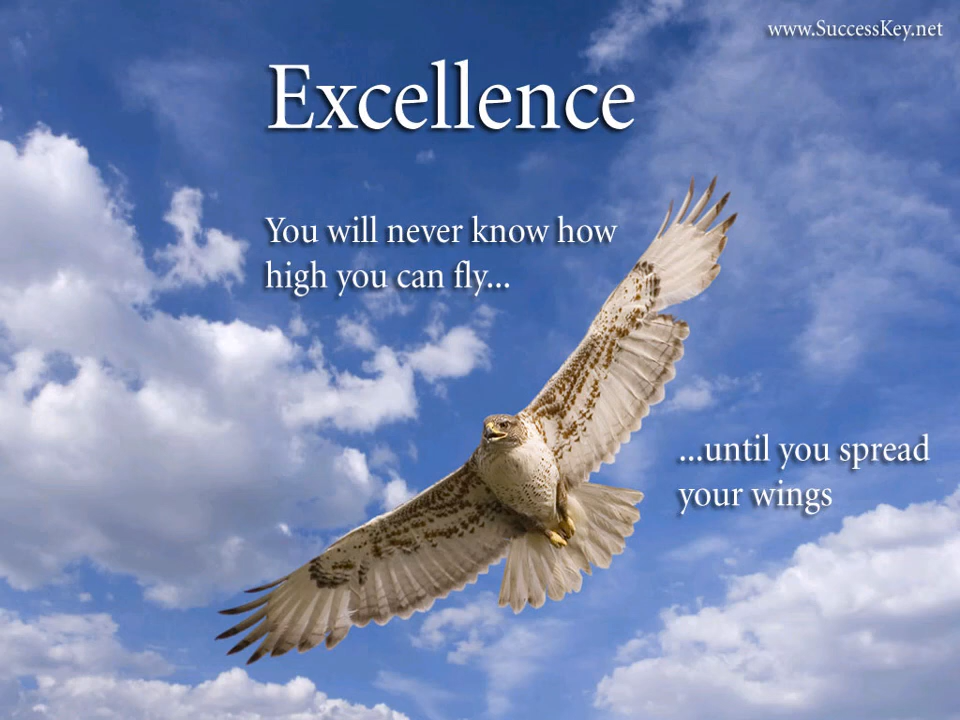 www.SuccessKey.net
Excellence
You will never know how
high you can fly...
...until you spread
your wings